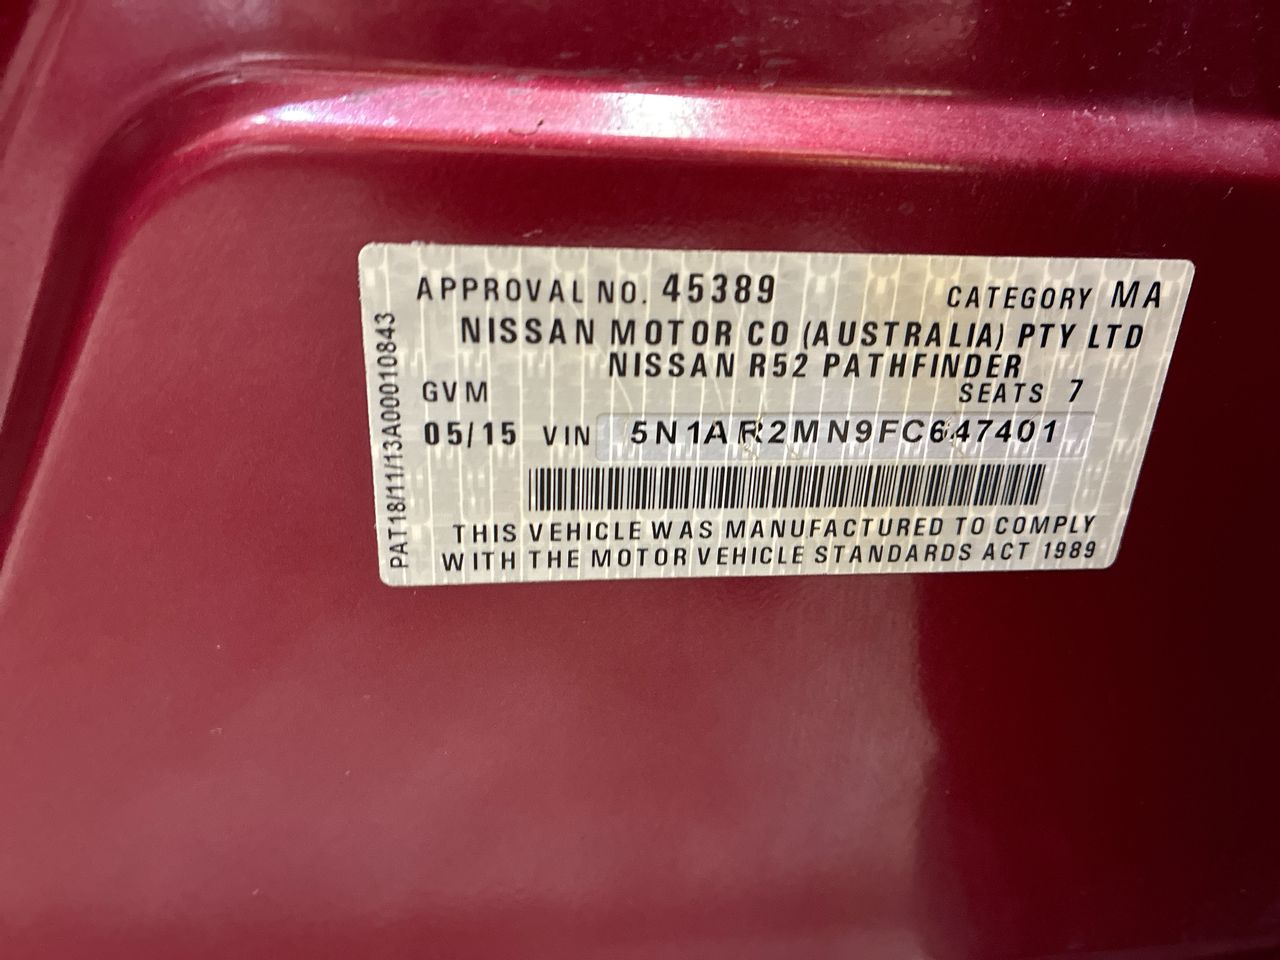 APPROVAL NO. 45389 CATEGORY MA
NISSAN MOTOR CO (AUSTRALIA) PTY LTD
NISSAN R52 PATHFINDER
GVM SEATS 7
05/15 VIN 5N1AR2MN9FC647401
THIS VEHICLE WAS MANUFACTURED TO COMPLY
WITH THE MOTOR VEHICLE STANDARDS ACT 1989
PAT18/11/13A00010843